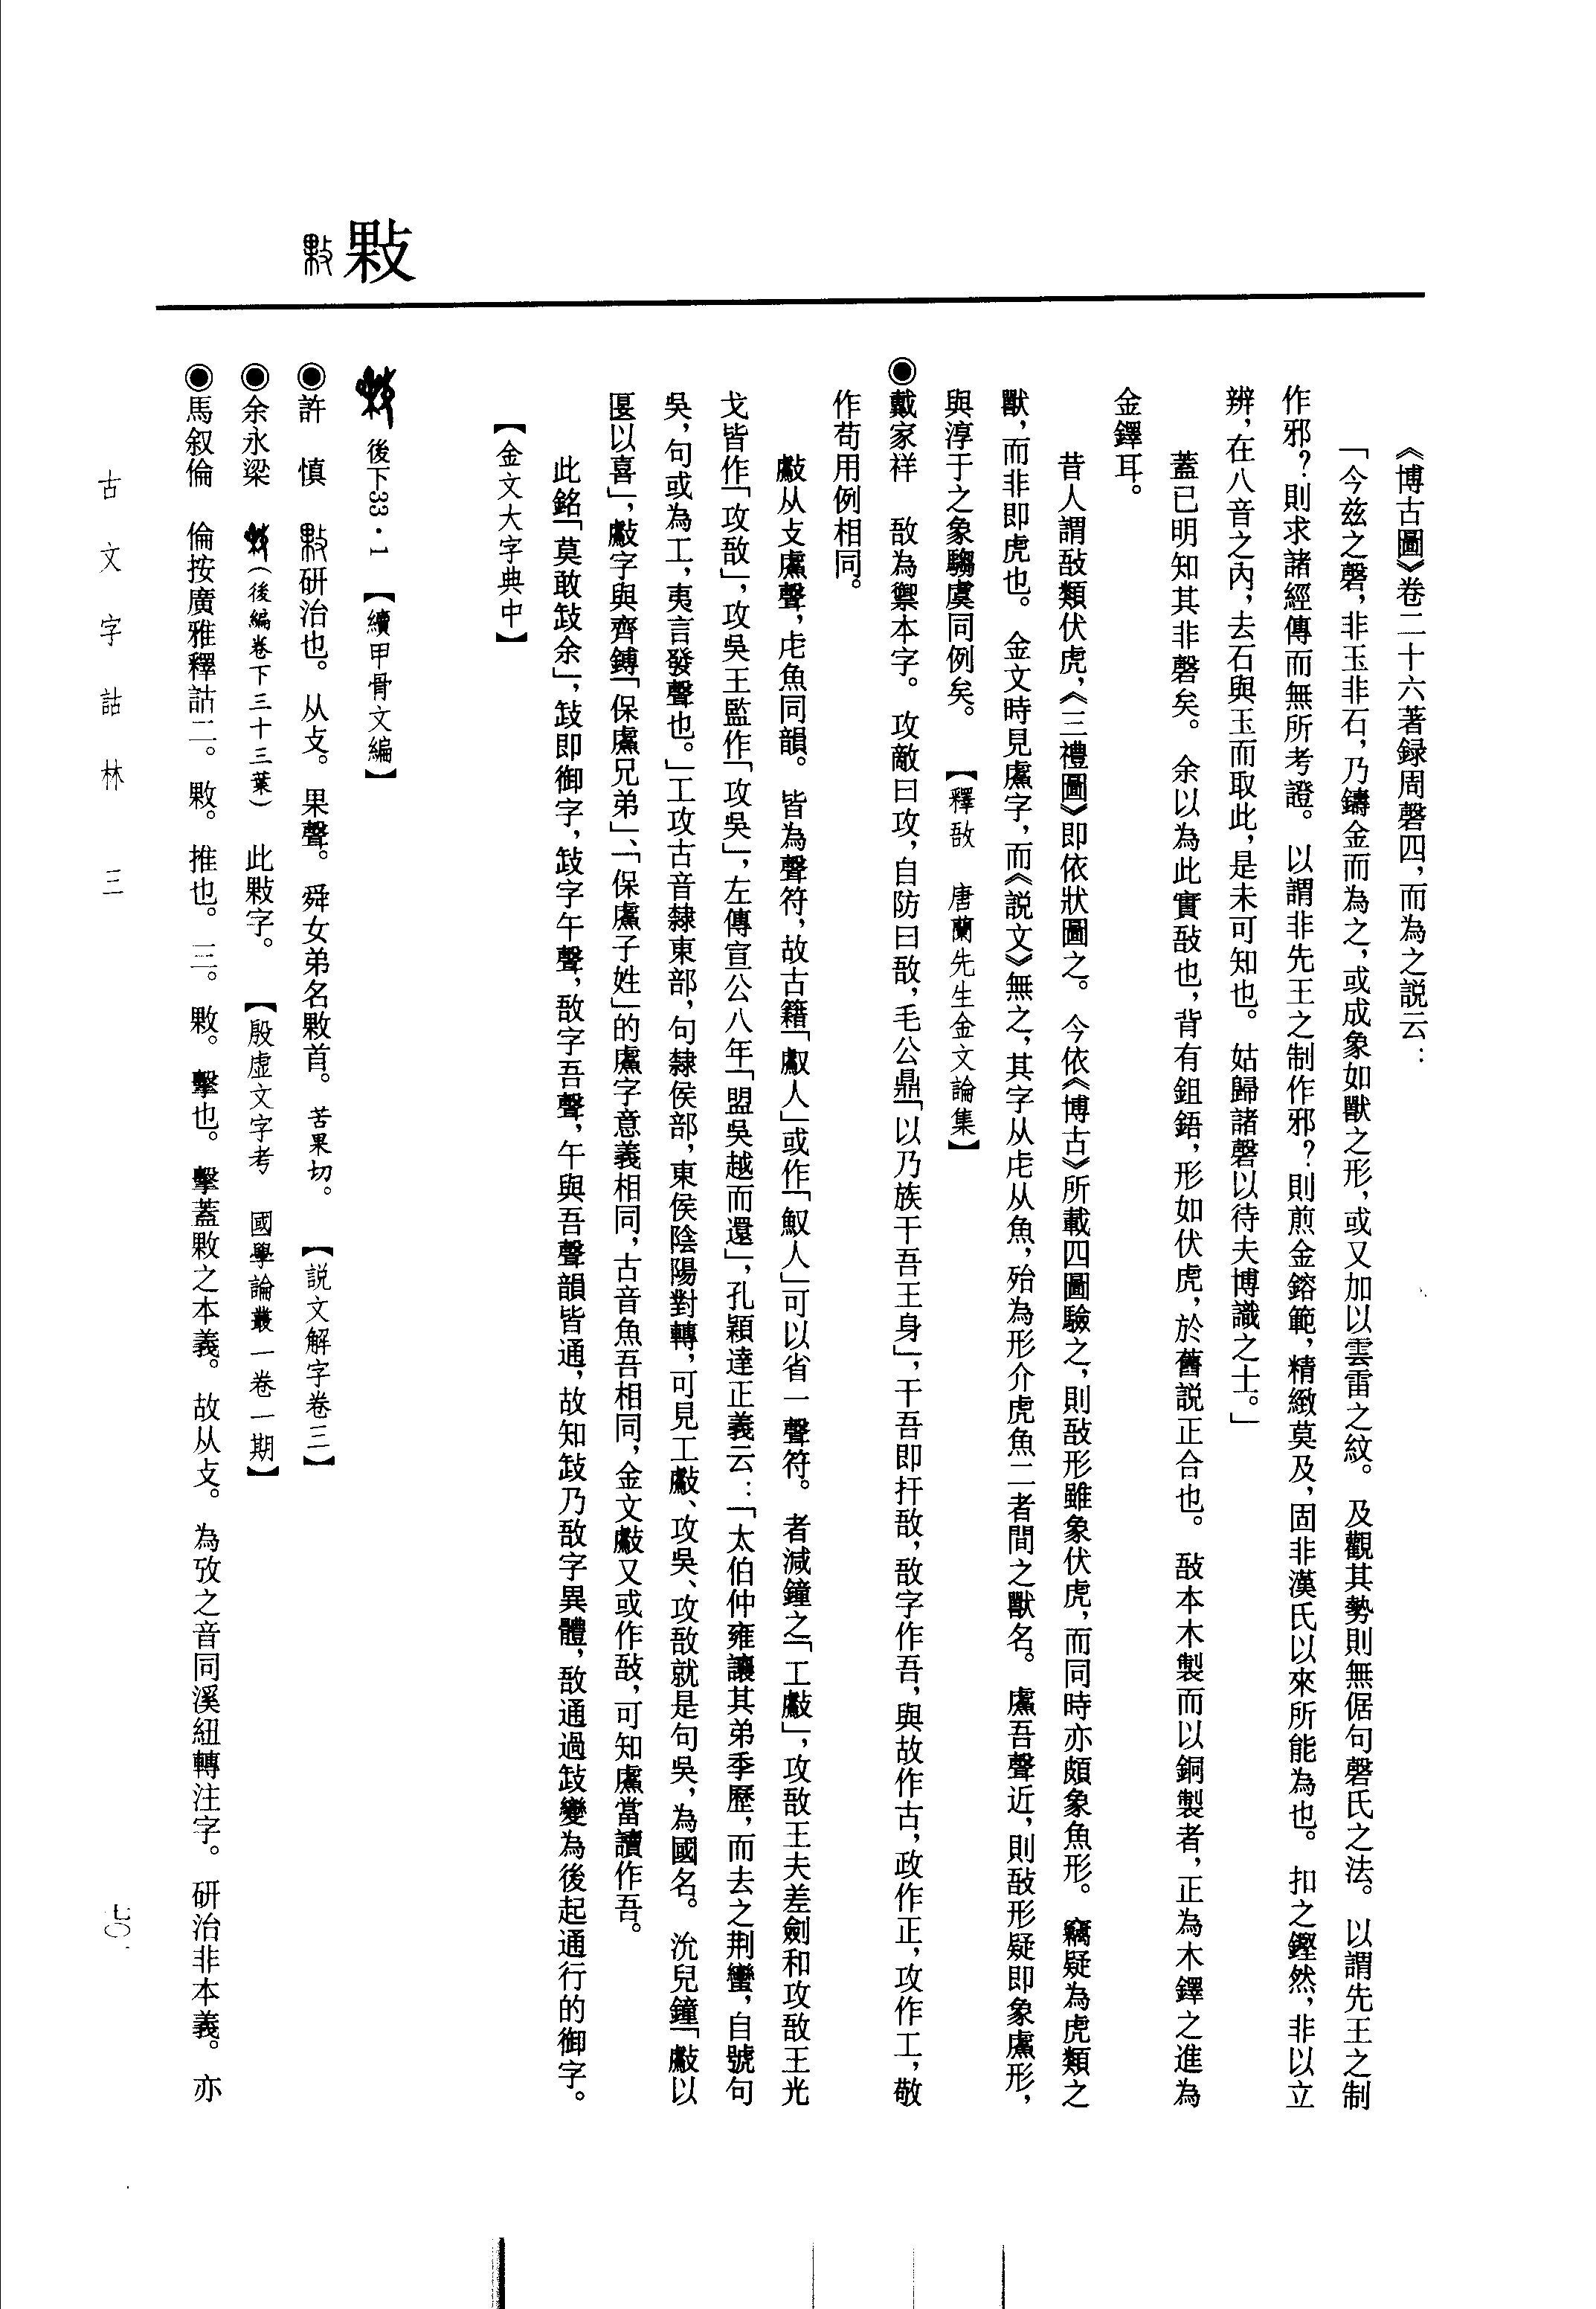 敤
《博古圖》卷二十六著録周磬四，而為之説云：
「今兹之磬，非玉非石，乃鑄金而為之，或成象如獸之形，或又加以雲雷之紋。及觀其勢則無倨句磬氏之法。以謂先王之制
作邪？則求諸經傳而無所考證。以謂非先王之制作邪？則煎金鎔範，精緻莫及，固非漢氏以來所能為也。扣之鏗然，非以立
辨，在八音之內，去石與玉而取此，是未可知也。姑歸諸磬以待夫博識之士。」
蓋已明知其非磬矣。余以為此實敔也，背有鉏鋙，形如伏虎，於舊説正合也。敔本木製而以銅製者，正為木鐸之進為
金鐸耳。
昔人謂敔類伏虎，《三禮圖》即依狀圖之。今依《博古》所載四圖驗之，則敔形雖象伏虎，而同時亦頗象魚形。竊疑為虎類之
獸，而非即虎也。金文時見䖒字，而《説文》無之，其字从虍从魚，殆為形介虎魚二者間之獸名。䖒吾聲近，則敔形疑即象䖒形，
與淳于之象騶虞同例矣。【釋敔　唐蘭先生金文論集】
◉戴家祥　敔為禦本字。攻敵曰攻，自防曰敔，毛公鼎「以乃族干吾王身」，干吾即扞敔，敔字作吾，與故作古，政作正，攻作工，敬
作苟用例相同。
𢾭从攴䖒聲，虍魚同韻。皆為聲符，故古籍「䱷人」或作「䱷人」可以省一聲符。者減鐘之「工𢾭」，攻敔王夫差劍和攻敔王光
戈皆作「攻敔」，攻吳王監作「攻吳」，左傳宣公八年「盟吳越而還」，孔穎達正義云：「太伯仲雍讓其弟季歷，而去之荆蠻，自號句
吳，句或為工，夷言發聲也。」工攻古音隸東部，句隸侯部，東侯陰陽對轉，可見工𢾭、攻吳、攻敔就是句吳，為國名。沇兒鐘「𢾭以
匽以喜」，𢾭字與齊鎛「保䖒兄弟」、「保䖒子姓」的䖒字意義相同，古音魚吾相同，金文𢾭又或作敔，可知䖒當讀作吾。
此銘「莫敢䜴余」，即御字，字午聲，敔字吾聲，午與吾聲韻皆通，故知乃敔字異體，敔通過變為後起通行的御字。
【金文大字典中】
後下33·1　【續甲骨文編】
◉許　慎　研治也。从攴。果聲。舜女弟名敤首。苦果切。【説文解字卷三】
◉余永梁　（後編卷下三十三葉）　此敤字。【殷虚文字考　國學論叢一卷一期】
◉馬叙倫　倫按廣雅釋詁二。敤。推也。三。敤。擊也。擊蓋敤之本義。故从攴。為攷之音同溪紐轉注字。研治非本義。亦
古文字詁林　三
七〇一